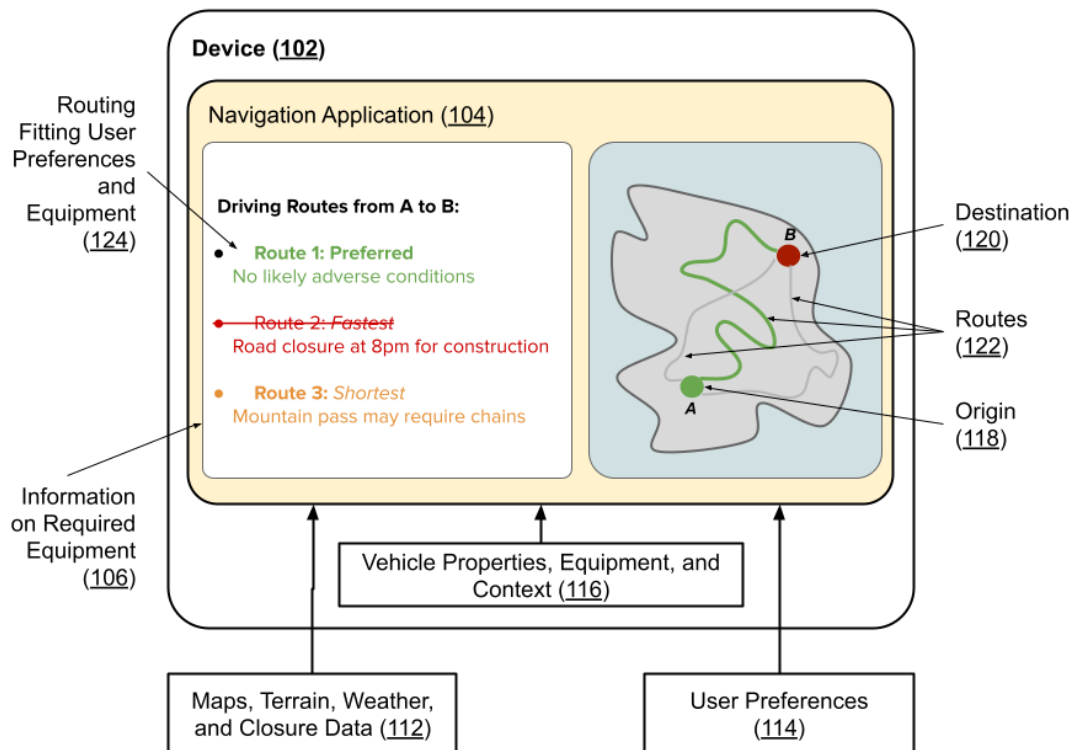 Device (102)
Routing
Fitting User
Preferences
and
Equipment
(124)
Navigation Application (104)
Driving Routes from A to B:
Route 1: Preferred
No likely adverse conditions
Route 2: Fastest
Road closure at 8pm for construction
Route 3: Shortest
Mountain pass may require chains
B
A
Destination
(120)
Routes
(122)
Origin
(118)
Information
on Required
Equipment
(106)
Vehicle Properties, Equipment, and
Context (116)
Maps, Terrain, Weather,
and Closure Data (112)
User Preferences
(114)